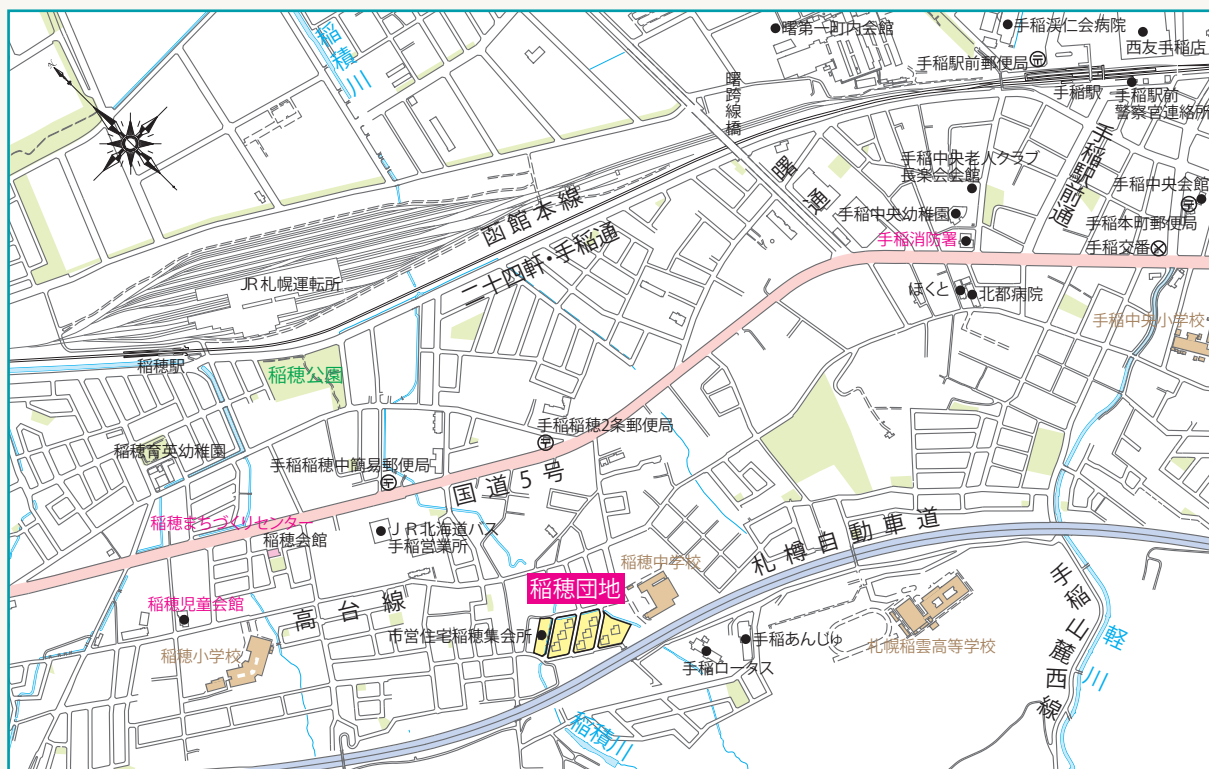 稲積川
曙第一町内会館
手稲渓仁会病院
西友手稲店
手稲駅前郵便局
手稲駅
手稲駅前
警察官連絡所
曙跨線橋
曙通
手稲駅前通
手稲中央老人クラブ
長楽会会館
手稲中央会館
手稲中央幼稚園
手稲本町郵便局
手稲消防署
手稲交番
函館本線
二十四軒・手稲通
JR札幌運転所
ほくと
北都病院
手稲中央小学校
稲穂駅
稲穂公園
手稲稲穂2条郵便局
稲穂育英幼稚園
手稲稲穂中簡易郵便局
国道5号
稲穂まちづくりセンター
稲穂会館
JR北海道バス
手稲営業所
札樽自動車道
稲穂中学校
稲穂団地
手稲山麓西線
軽川
稲穂児童会館
高台線
市営住宅稲穂集会所
手稲あんじゅ
札幌稲雲高等学校
稲穂小学校
手稲ロータス
稲積川